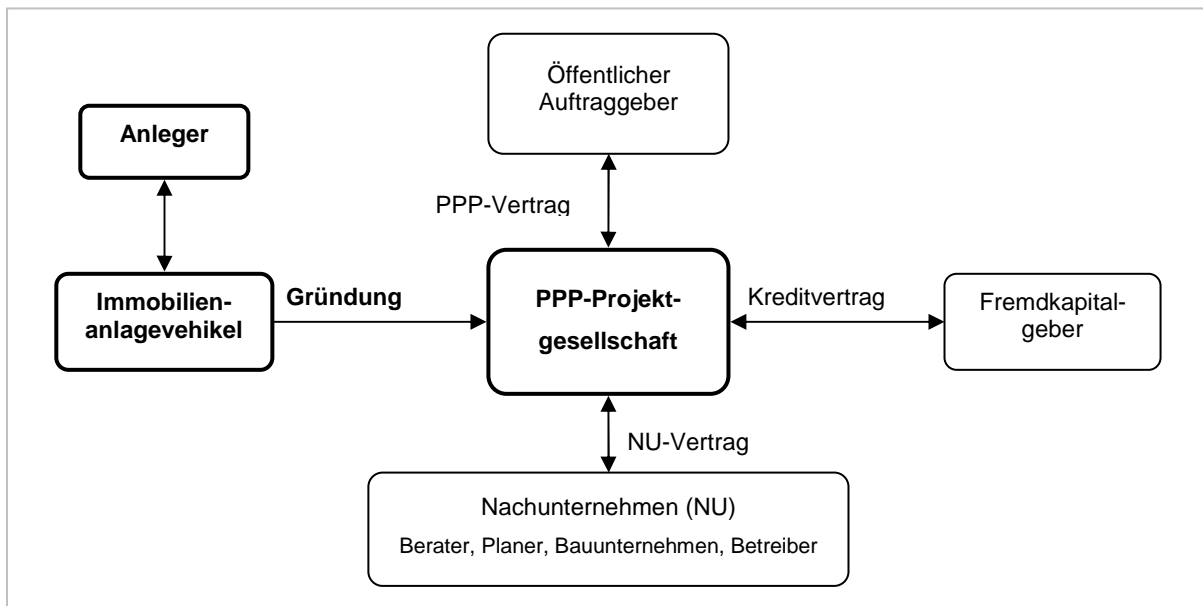 Öffentlicher
Auftraggeber
Anleger
PPP-Vertrag
Immobilien-
anlagevehikel
Gründung
PPP-Projekt-
gesellschaft
Kreditvertrag
Fremdkapital-
geber
NU-Vertrag
Nachunternehmen (NU)
Berater, Planer, Bauunternehmen, Betreiber